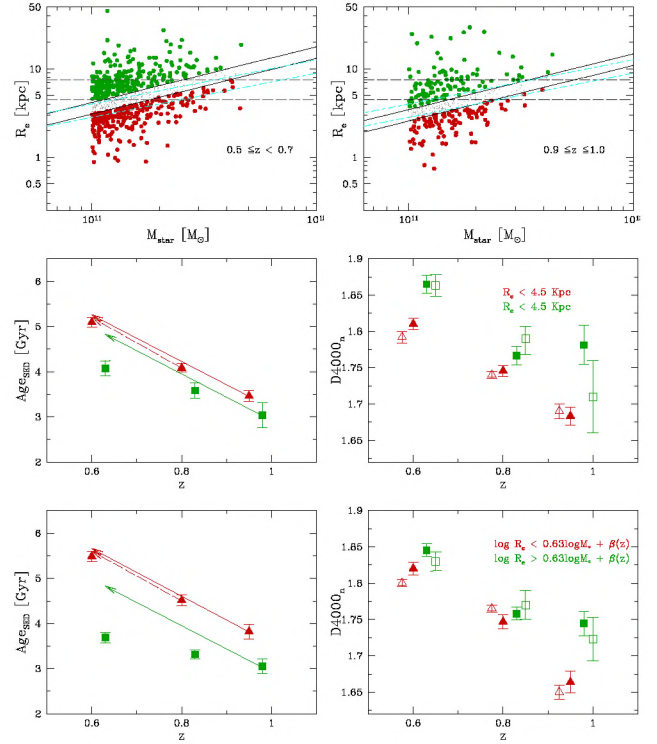 R_e [kpc]
50
10
5
1
0.5
0.5 ≤z < 0.7
10^11
M_star [M_⊙]
R_e [kpc]
50
10
5
1
0.5
0.9 ≤z ≤1.0
10^11
M_star [M_⊙]
Age_SED [Gyr]
6
5
4
3
2
0.6
0.8
1
z
D4000_n
1.85
1.8
1.75
1.7
1.65
R_e < 4.5 Kpc
R_e < 4.5 Kpc
0.6
0.8
1
z
Age_SED [Gyr]
6
5
4
3
2
0.6
0.8
1
z
D4000_n
1.85
1.8
1.75
1.7
1.65
log R_e < 0.63logM_* + β(z)
log R_e > 0.63logM_* + β(z)
0.6
0.8
1
z